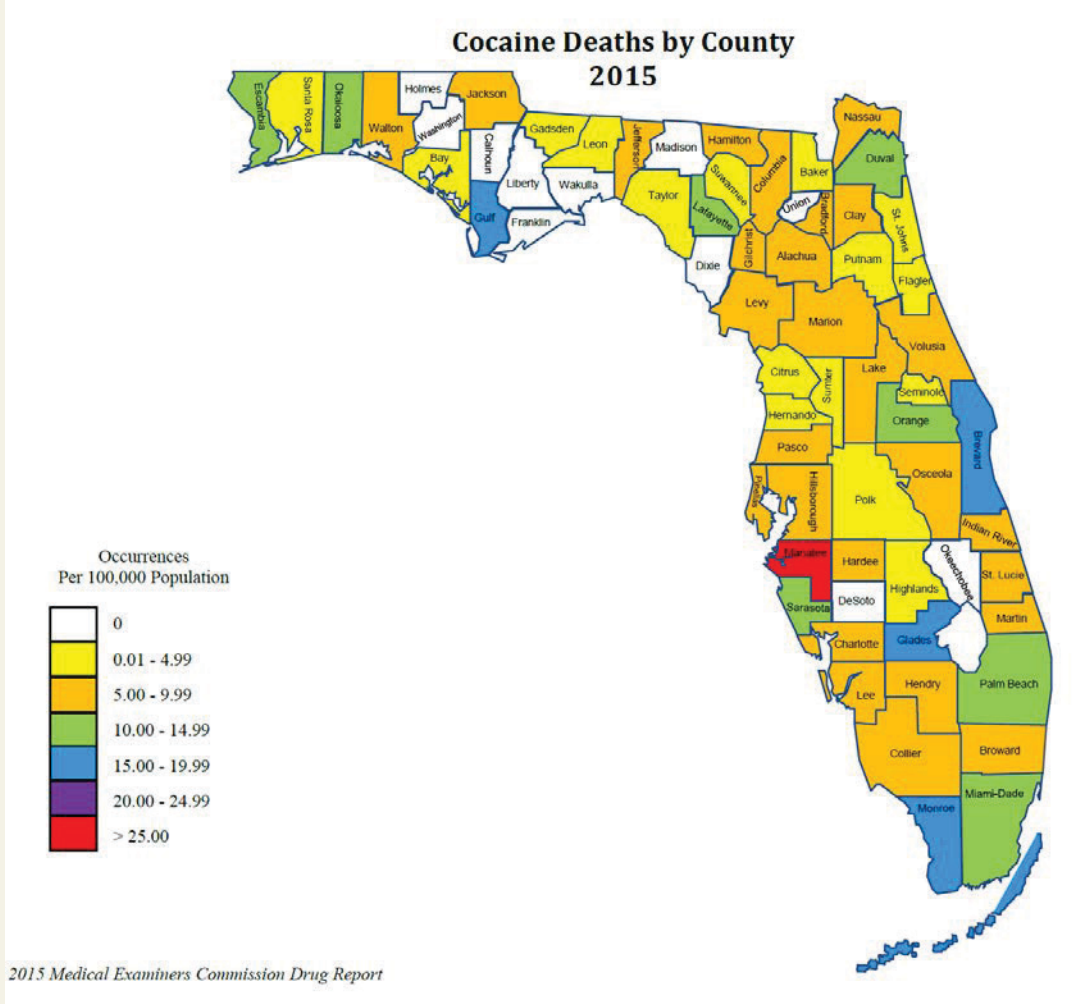 Cocaine Deaths by County
2015
Escambia
Santa Rosa
Okaloosa
Walton
Holmes
Washington
Jackson
Bay
Calhoun
Gulf
Liberty
Franklin
Gadsden
Leon
Wakulla
Jefferson
Madison
Taylor
Hamilton
Suwannee
Lafayette
Dixie
Columbia
Gilchrist
Baker
Union
Bradford
Nassau
Duval
Clay
St. Johns
Alachua
Putnam
Flagler
Levy
Marion
Volusia
Citrus
Sumter
Lake
Seminole
Hernando
Orange
Brevard
Pasco
Pinellas
Hillsborough
Polk
Osceola
Indian River
Manatee
Hardee
Highlands
Okeechobee
St. Lucie
Sarasota
DeSoto
Martin
Charlotte
Glades
Lee
Hendry
Palm Beach
Collier
Broward
Monroe
Miami-Dade
Occurrences
Per 100,000 Population
0
0.01 - 4.99
5.00 - 9.99
10.00 - 14.99
15.00 - 19.99
20.00 - 24.99
> 25.00
2015 Medical Examiners Commission Drug Report